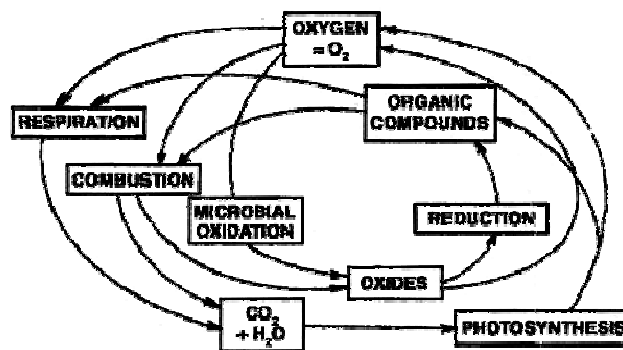 OXYGEN
= O₂
ORGANIC
COMPOUNDS
RESPIRATION
COMBUSTION
MICROBIAL
OXIDATION
REDUCTION
OXIDES
CO₂
+ H₂O
PHOTOSYNTHESIS